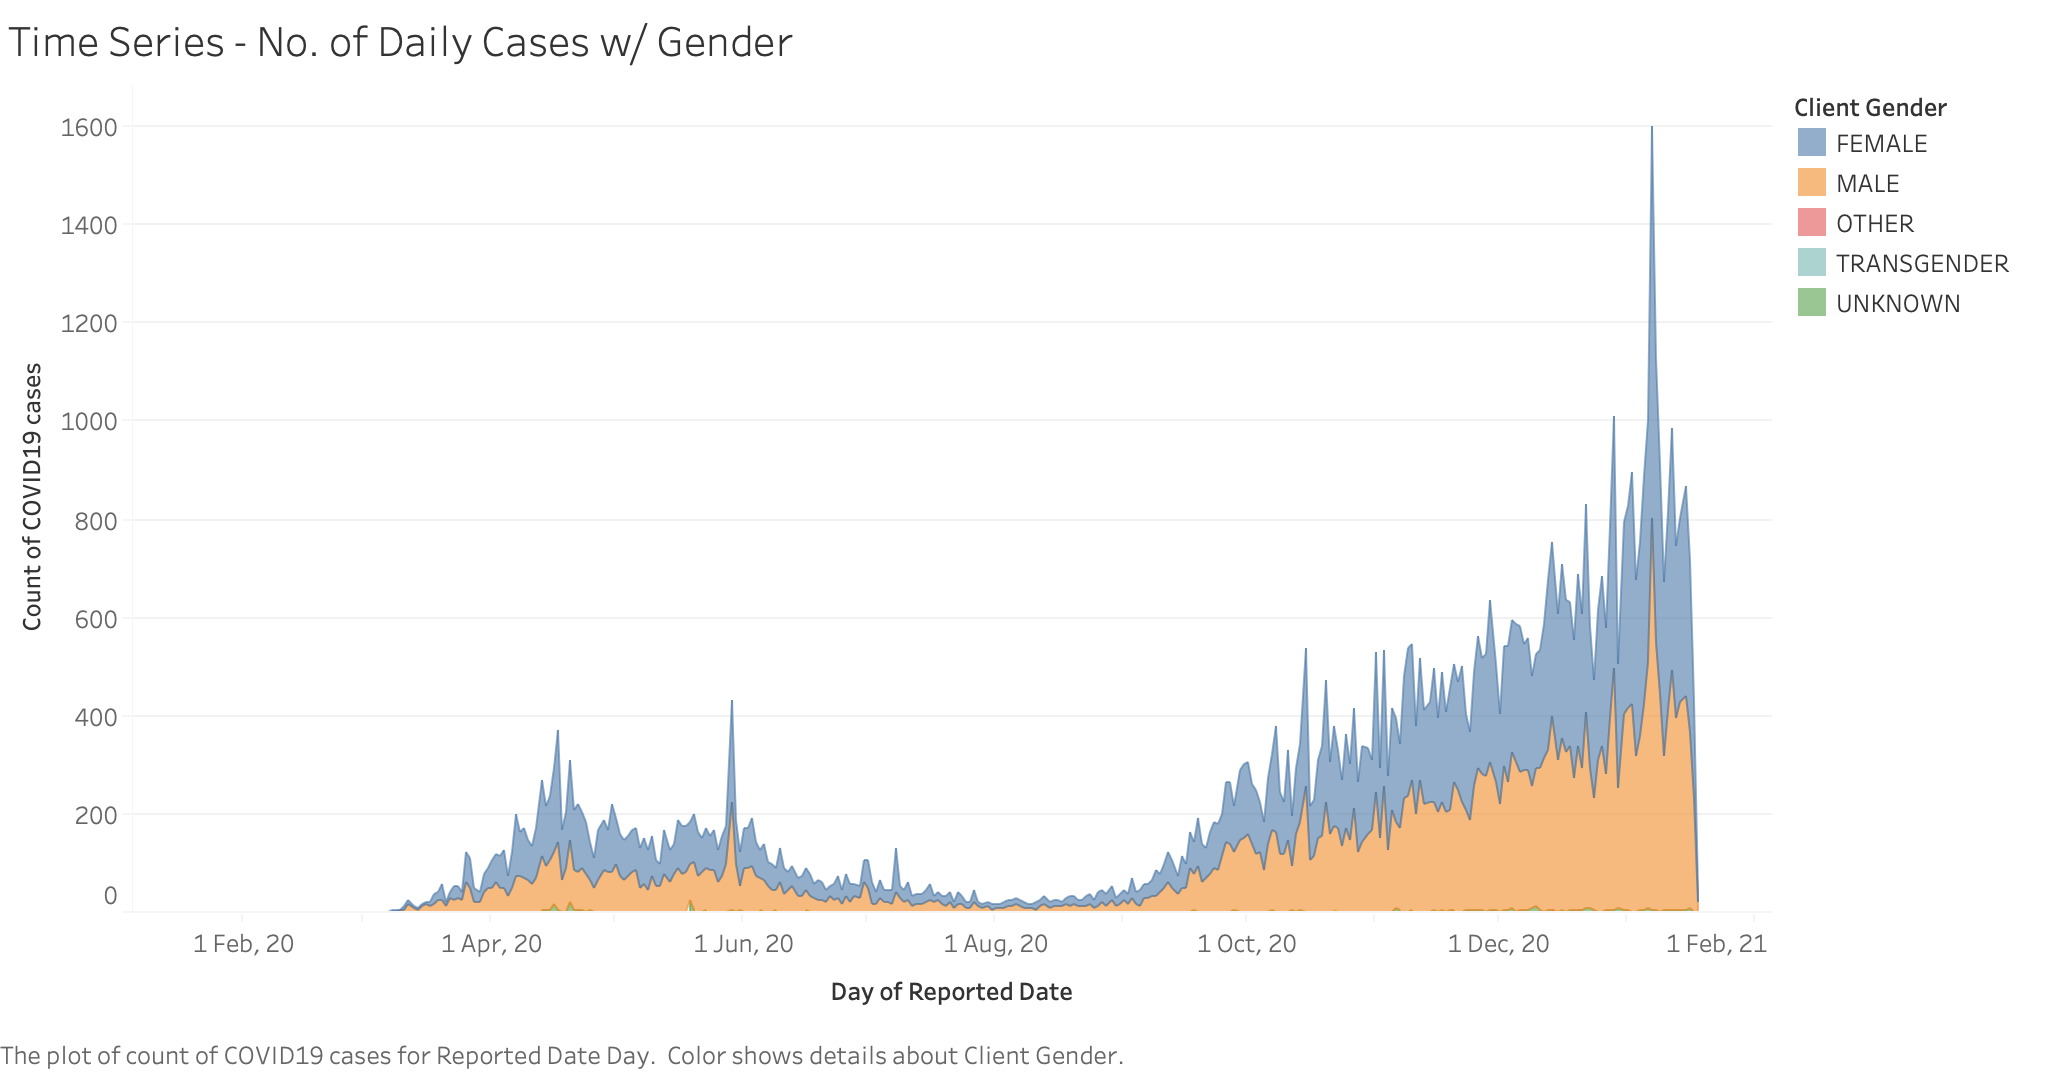 Time Series - No. of Daily Cases w/ Gender
Client Gender
FEMALE
MALE
OTHER
TRANSGENDER
UNKNOWN
Count of COVID19 cases
1600
1400
1200
1000
800
600
400
200
0
1 Feb, 20
1 Apr, 20
1 Jun, 20
1 Aug, 20
1 Oct, 20
1 Dec, 20
1 Feb, 21
Day of Reported Date
The plot of count of COVID19 cases for Reported Date Day.  Color shows details about Client Gender.